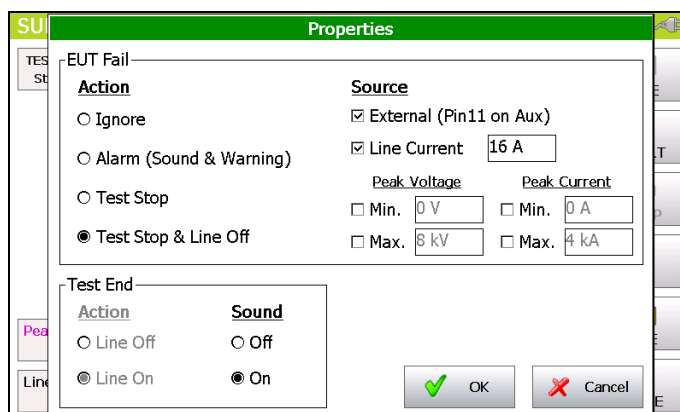 SU
Properties
TES
St
EUT Fail
Action
Source
Ignore
External (Pin11 on Aux)
Alarm (Sound & Warning)
Line Current 16 A
Test Stop
Peak Voltage Peak Current
Min. 0 V Min. 0 A
Test Stop & Line Off
Max. 8 kV Max. 4 kA
Test End
Action Sound
Line Off Off
Line On On
OK
Cancel
Pea
Line
E
LT
E
E